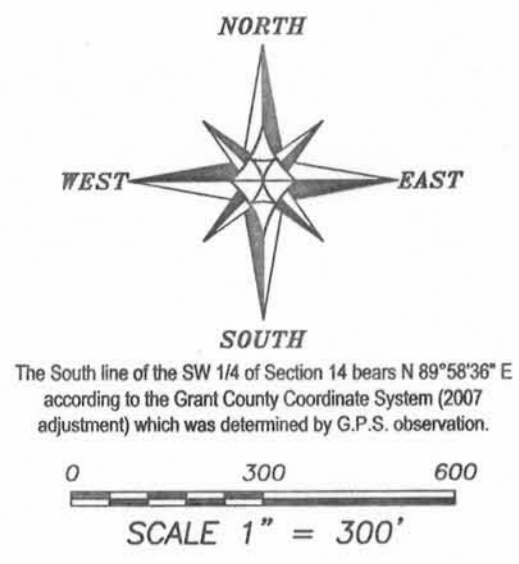 NORTH
WEST
EAST
SOUTH
The South line of the SW 1/4 of Section 14 bears N 89°58'36" E
according to the Grant County Coordinate System (2007
adjustment) which was determined by G.P.S. observation.
0 300 600
SCALE 1" = 300'